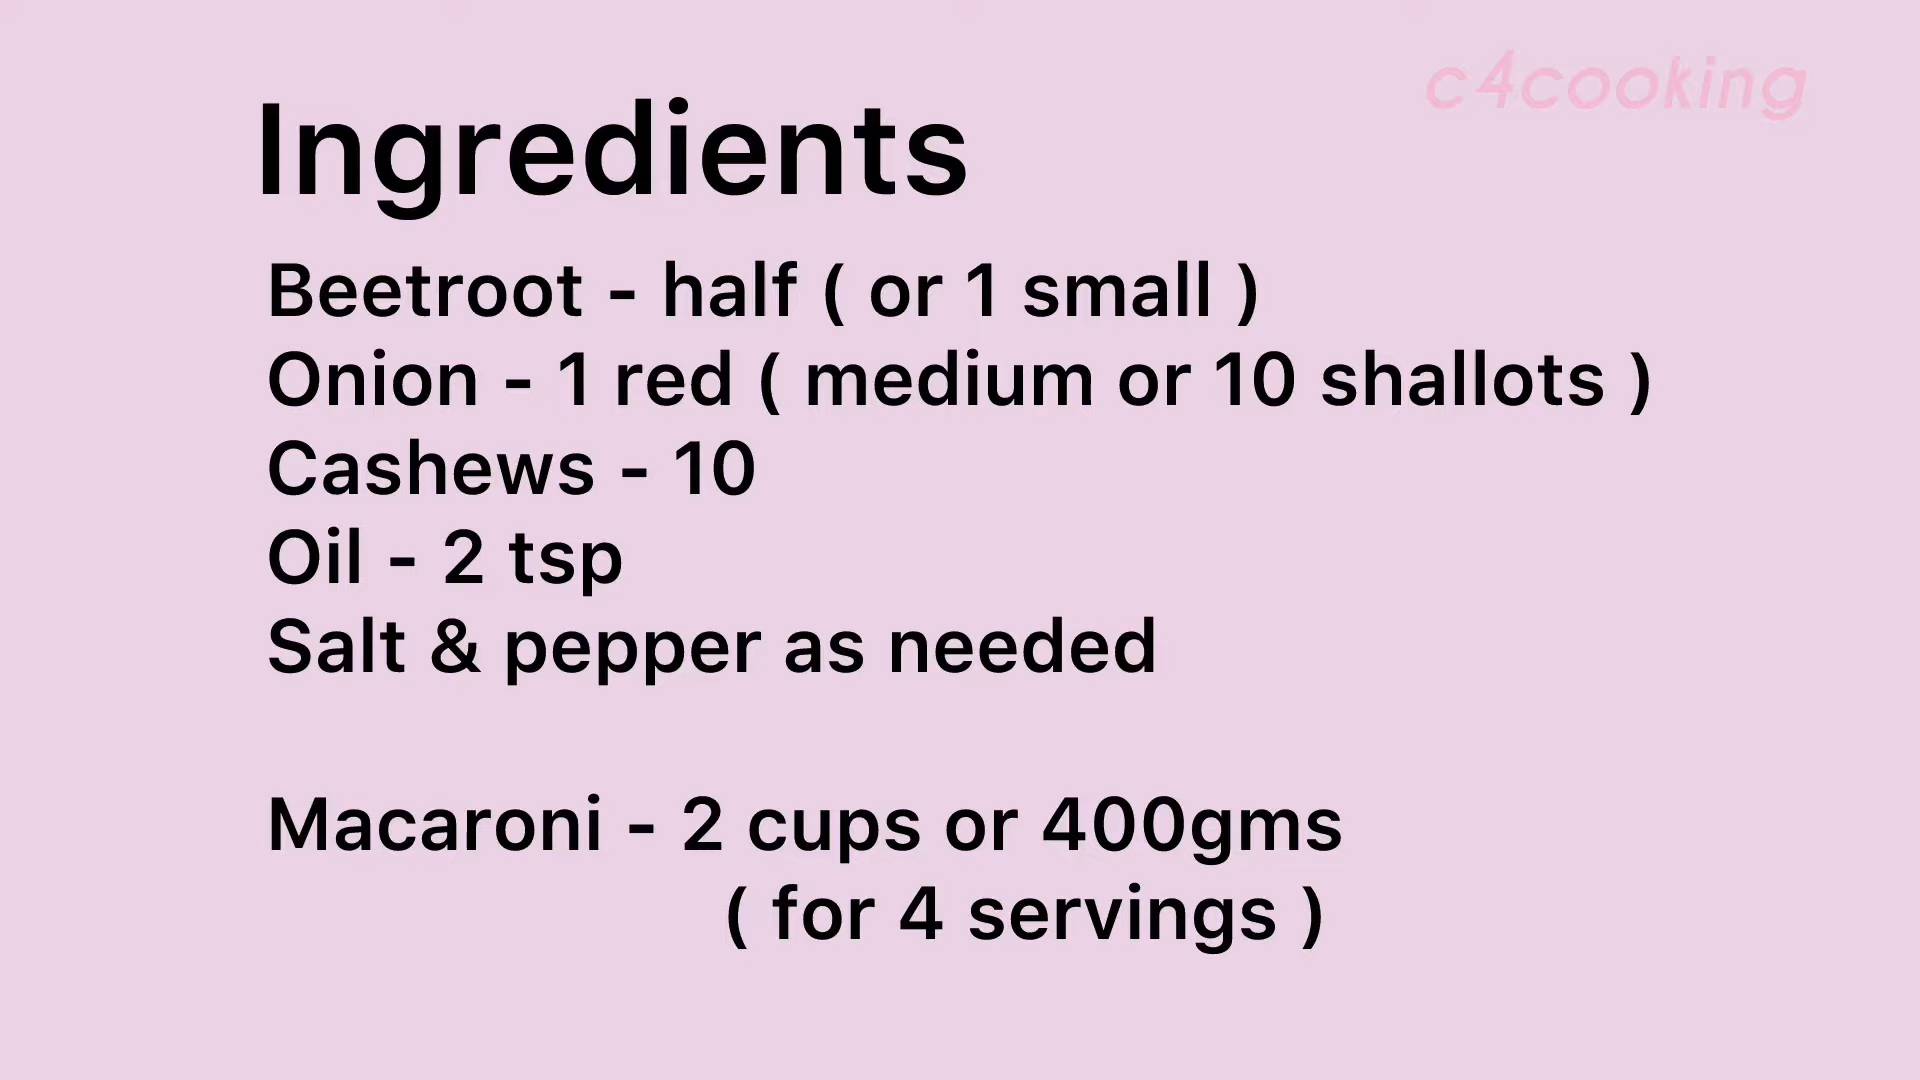 c4cooking
Ingredients
Beetroot - half ( or 1 small )
Onion - 1 red ( medium or 10 shallots )
Cashews - 10
Oil - 2 tsp
Salt & pepper as needed
Macaroni - 2 cups or 400gms
( for 4 servings )